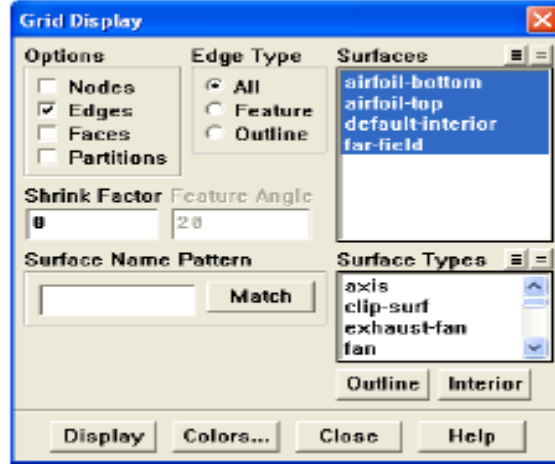 Grid Display
Options
Nodes
Edges
Faces
Partitions
Edge Type
All
Feature
Outline
Surfaces
airfoil-bottom
airfoil-top
default-interior
far-field
Shrink Factor
0
Feature Angle
20
Surface Name Pattern
Match
Surface Types
axis
clip-surf
exhaust-fan
fan
Outline
Interior
Display
Colors...
Close
Help